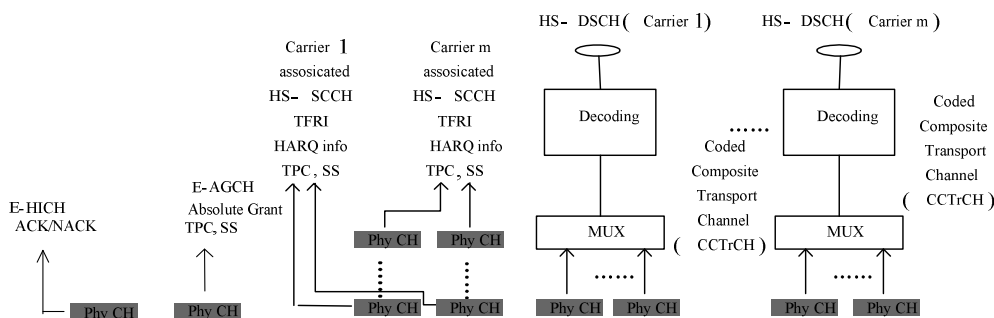 E-HICH
ACK/NACK
Phy CH
E-AGCH
Absolute Grant
TPC, SS
Phy CH
Carrier 1
assosicated
HS- SCCH
TFRI
HARQ info
TPC, SS
Carrier m
assosicated
HS- SCCH
TFRI
HARQ info
TPC, SS
Phy CH
Phy CH
Phy CH
Phy CH
HS- DSCH ( Carrier 1)
Decoding
Coded
Composite
Transport
Channel
( CCTrCH )
MUX
......
Phy CH
Phy CH
......
HS- DSCH ( Carrier m )
Decoding
Coded
Composite
Transport
Channel
( CCTrCH )
MUX
......
Phy CH
Phy CH